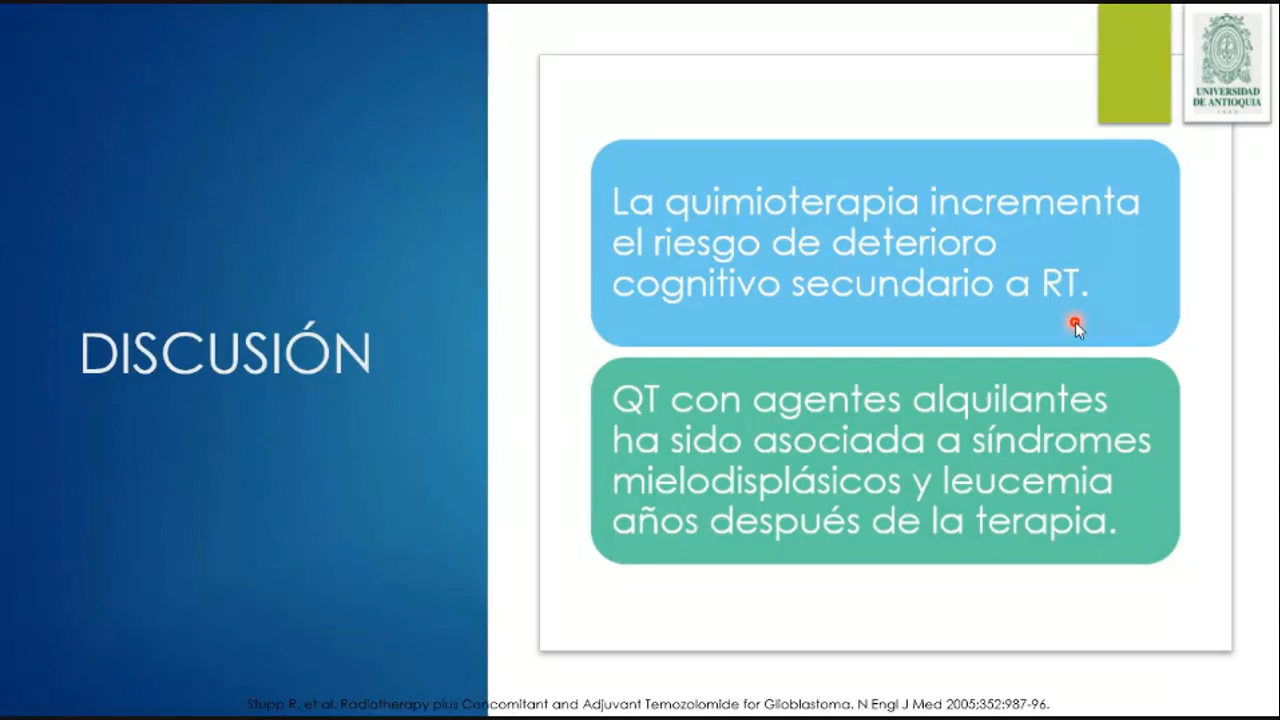 UNIVERSIDAD
DE ANTIOQUIA
La quimioterapia incrementa
el riesgo de deterioro
cognitivo secundario a RT.
DISCUSIÓN
QT con agentes alquilantes
ha sido asociada a síndromes
mielodisplásicos y leucemia
años después de la terapia.
Stupp R, et al. Radiotherapy plus Concomitant and Adjuvant Temozolomide for Glioblastoma. N Engl J Med 2005;352:987-96.